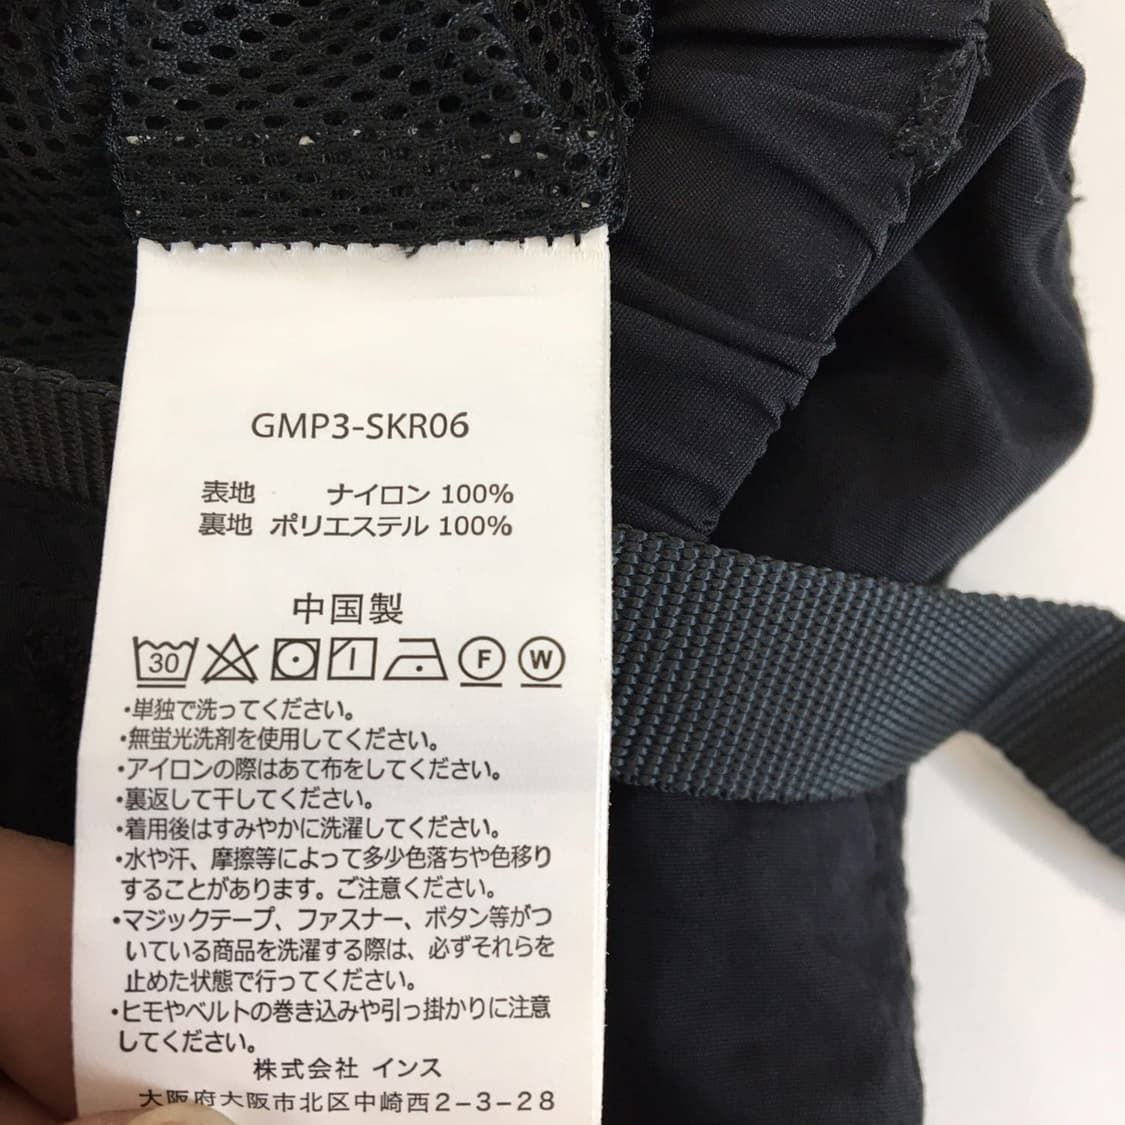 GMP3-SKR06
表地 ナイロン 100%
裏地 ポリエステル 100%
中国製
30 F W
・単独で洗ってください。
・無蛍光洗剤を使用してください。
・アイロンの際はあて布をしてください。
・裏返して干してください。
・着用後はすみやかに洗濯してください。
・水や汗、摩擦等によって多少色落ちや色移り
することがあります。ご注意ください。
・マジックテープ、ファスナー、ボタン等がつ
いている商品を洗濯する際は、必ずそれらを
止めた状態で行ってください。
・ヒモやベルトの巻き込みや引っ掛かりに注意
してください。
株式会社 インス
大阪府大阪市北区中崎西2-3-28